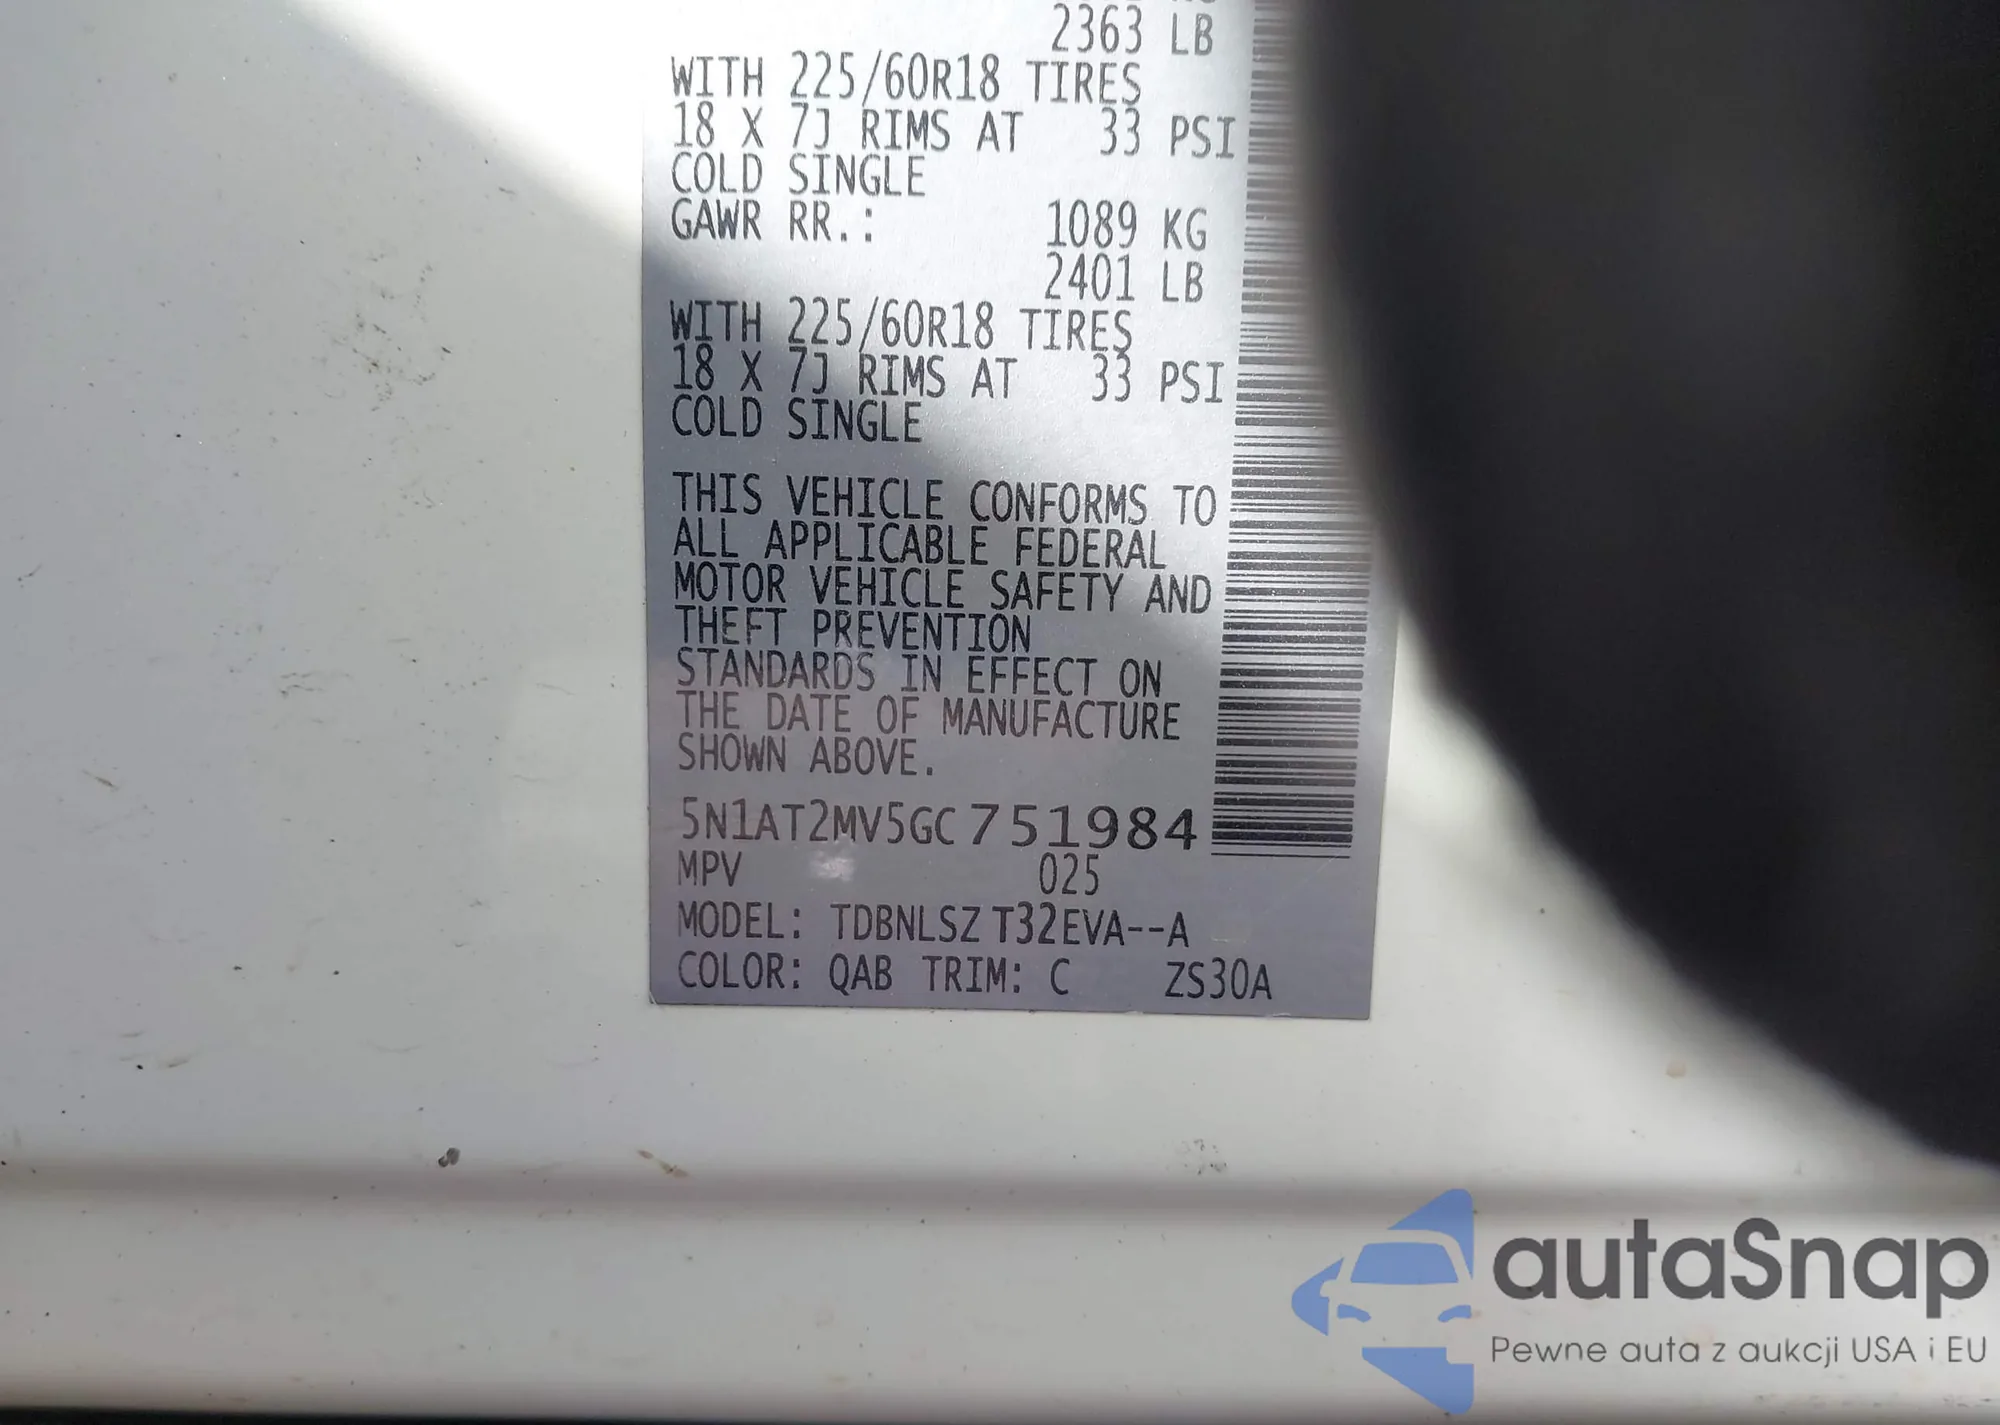 2363 LB
WITH 225/60R18 TIRES
18 X 7J RIMS AT 33 PSI
COLD SINGLE
GAWR RR.: 1089 KG
2401 LB
WITH 225/60R18 TIRES
18 X 7J RIMS AT 33 PSI
COLD SINGLE
THIS VEHICLE CONFORMS TO
ALL APPLICABLE FEDERAL
MOTOR VEHICLE SAFETY AND
THEFT PREVENTION
STANDARDS IN EFFECT ON
THE DATE OF MANUFACTURE
SHOWN ABOVE.
5N1AT2MV5GC751984
MPV 025
MODEL: TDBNLSZ T32EVA--A
COLOR: QAB TRIM: C ZS30A
autaSnap
Pewne auta z aukcji USA i EU